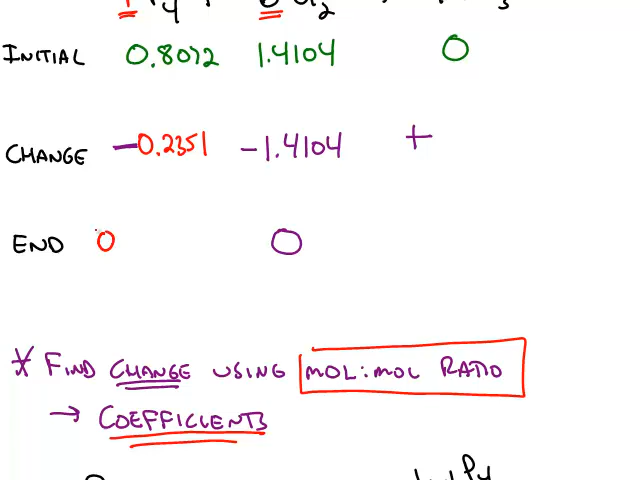 INITIAL 0.8072 1.4104 0
CHANGE -0.2351 -1.4104 +
END 0 0
* FIND CHANGE USING MOL:MOL RATIO
→ COEFFICIENTS